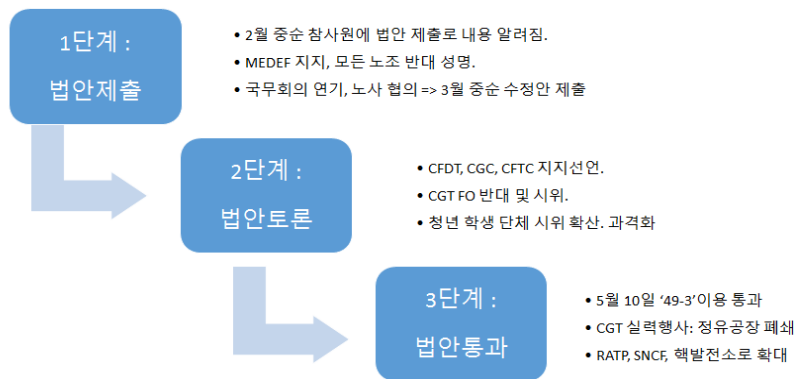 1단계 :
법안제출
• 2월 중순 참사원에 법안 제출로 내용 알려짐.
• MEDEF 지지, 모든 노조 반대 성명.
• 국무회의 연기, 노사 협의 => 3월 중순 수정안 제출
2단계 :
법안토론
• CFDT, CGC, CFTC 지지선언.
• CGT FO 반대 및 시위.
• 청년 학생 단체 시위 확산. 과격화
3단계 :
법안통과
• 5월 10일 ‘49-3’이용 통과
• CGT 실력행사: 정유공장 폐쇄
• RATP, SNCF, 핵발전소로 확대